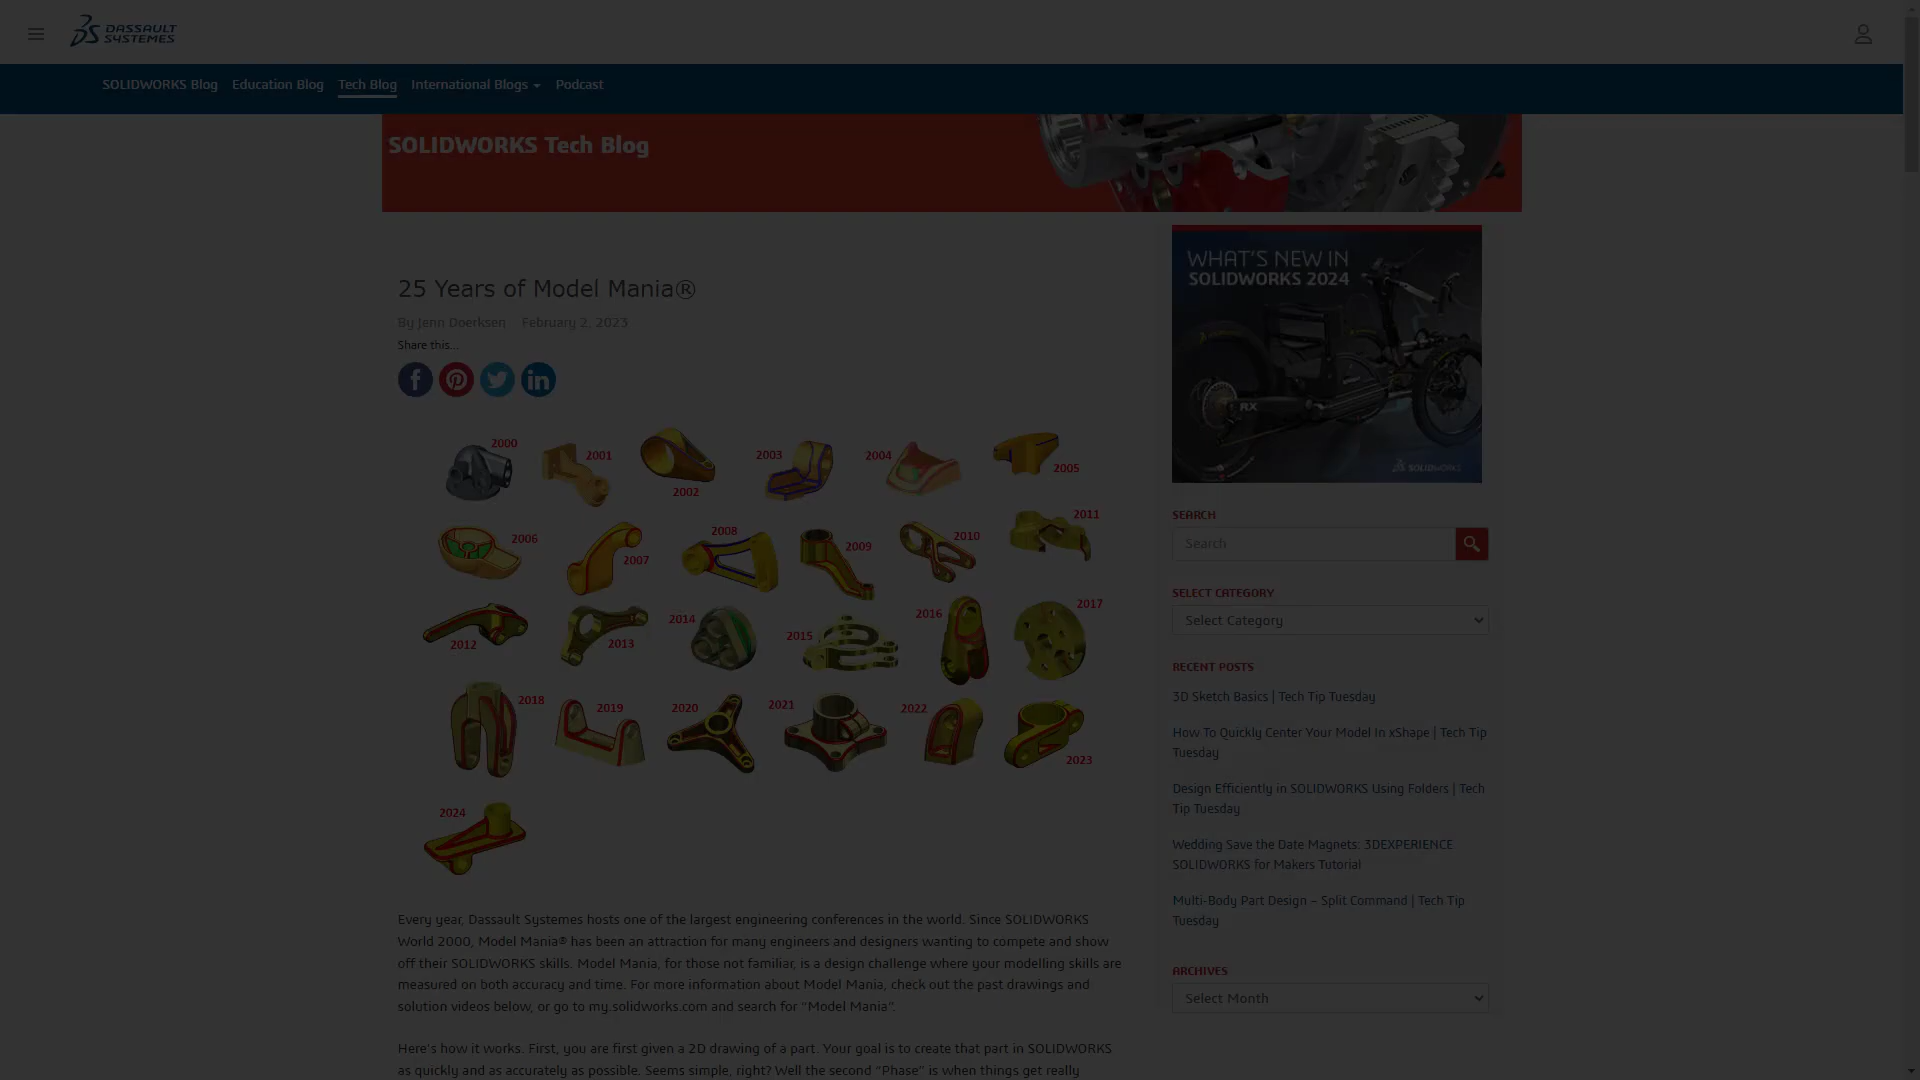 DASSAULT
SYSTEMES
SOLIDWORKS Blog
Education Blog
Tech Blog
International Blogs
Podcast
SOLIDWORKS Tech Blog
25 Years of Model Mania®
By Jenn Doerksen
February 2, 2023
Share this...
2000
2001
2002
2003
2004
2005
2006
2007
2008
2009
2010
2011
2012
2013
2014
2015
2016
2017
2018
2019
2020
2021
2022
2023
2024
Every year, Dassault Systemes hosts one of the largest engineering conferences in the world. Since SOLIDWORKS
World 2000, Model Mania® has been an attraction for many engineers and designers wanting to compete and show
off their SOLIDWORKS skills. Model Mania, for those not familiar, is a design challenge where your modelling skills are
measured on both accuracy and time. For more information about Model Mania, check out the past drawings and
solution videos below, or go to my.solidworks.com and search for "Model Mania".
Here's how it works. First, you are first given a 2D drawing of a part. Your goal is to create that part in SOLIDWORKS
as quickly and as accurately as possible. Seems simple, right? Well the second "Phase" is when things get really
WHAT'S NEW IN
SOLIDWORKS 2024
RX
SOLIDWORKS
SEARCH
Search
SELECT CATEGORY
Select Category
RECENT POSTS
3D Sketch Basics | Tech Tip Tuesday
How To Quickly Center Your Model In xShape | Tech Tip
Tuesday
Design Efficiently in SOLIDWORKS Using Folders | Tech
Tip Tuesday
Wedding Save the Date Magnets: 3DEXPERIENCE
SOLIDWORKS for Makers Tutorial
Multi-Body Part Design – Split Command | Tech Tip
Tuesday
ARCHIVES
Select Month